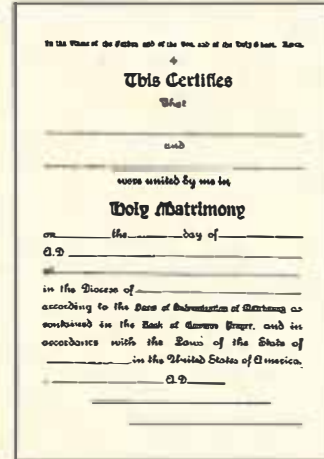 In the Name of the Father and of the Son and of the Holy Ghost. Amen.
This Certifies
That
and
were united by me in
Holy Matrimony
on the day of
A.D.
at
in the Diocese of
according to the Form of Solemnization of Matrimony as
contained in the Book of Common Prayer, and in
accordance with the Laws of the State of
in the United States of America.
A.D.